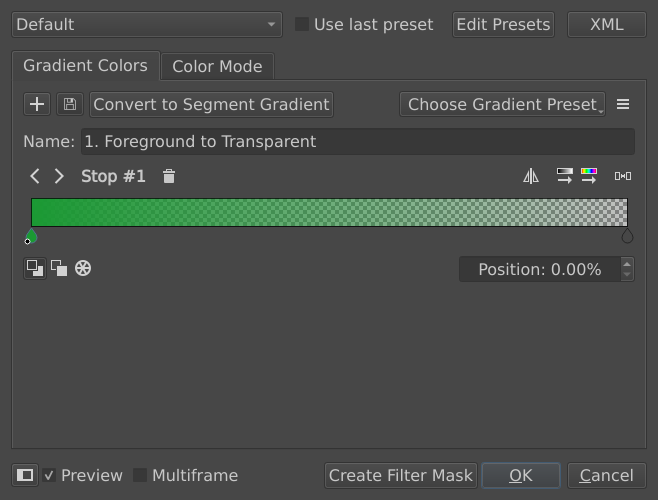 Default
Use last preset
Edit Presets
XML
Gradient Colors
Color Mode
Convert to Segment Gradient
Choose Gradient Preset
Name: 1. Foreground to Transparent
Stop #1
Position: 0.00%
Preview
Multiframe
Create Filter Mask
OK
Cancel